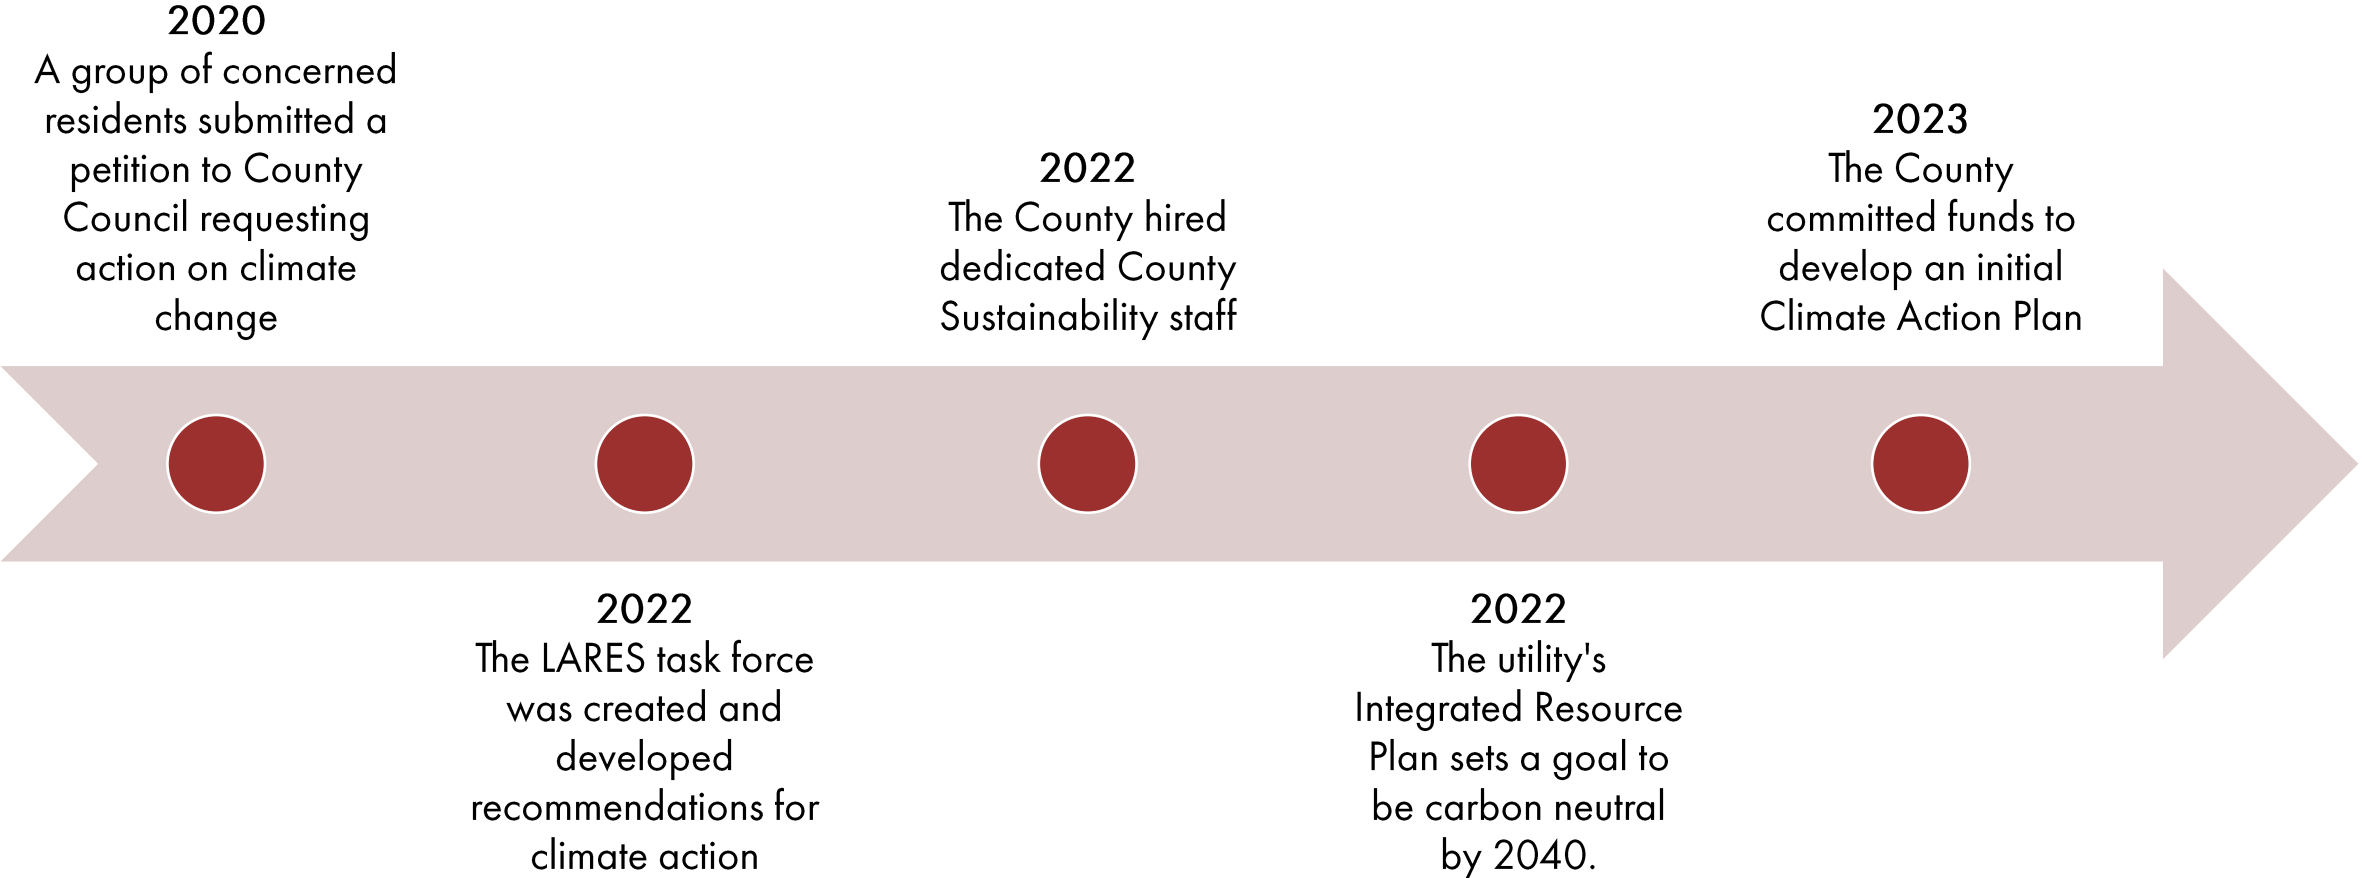 2020
A group of concerned
residents submitted a
petition to County
Council requesting
action on climate
change
2022
The LARES task force
was created and
developed
recommendations for
climate action
2022
The County hired
dedicated County
Sustainability staff
2022
The utility's
Integrated Resource
Plan sets a goal to
be carbon neutral
by 2040.
2023
The County
committed funds to
develop an initial
Climate Action Plan